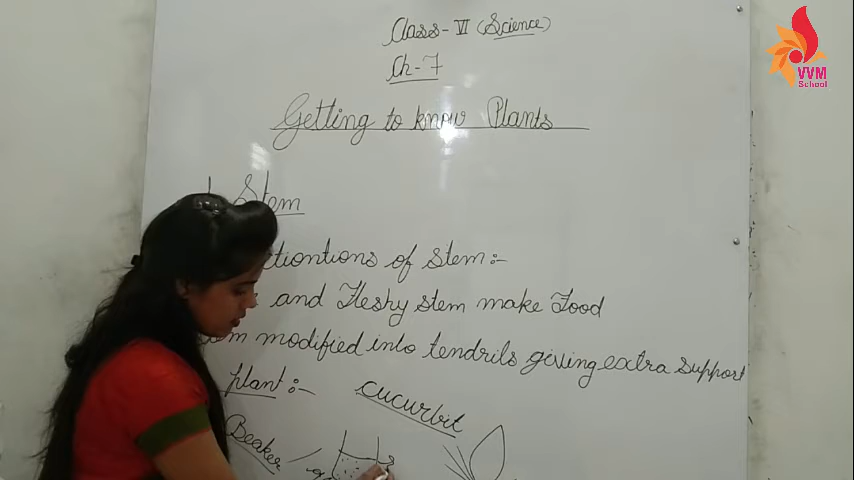 Class - VI (Science)
Ch - 7
VVM
School
Getting to know Plants
Stem
of stem :-
and Fleshy stem make Food
modified into tendrils giving extra support
plant :-
cucurbit
Beaker